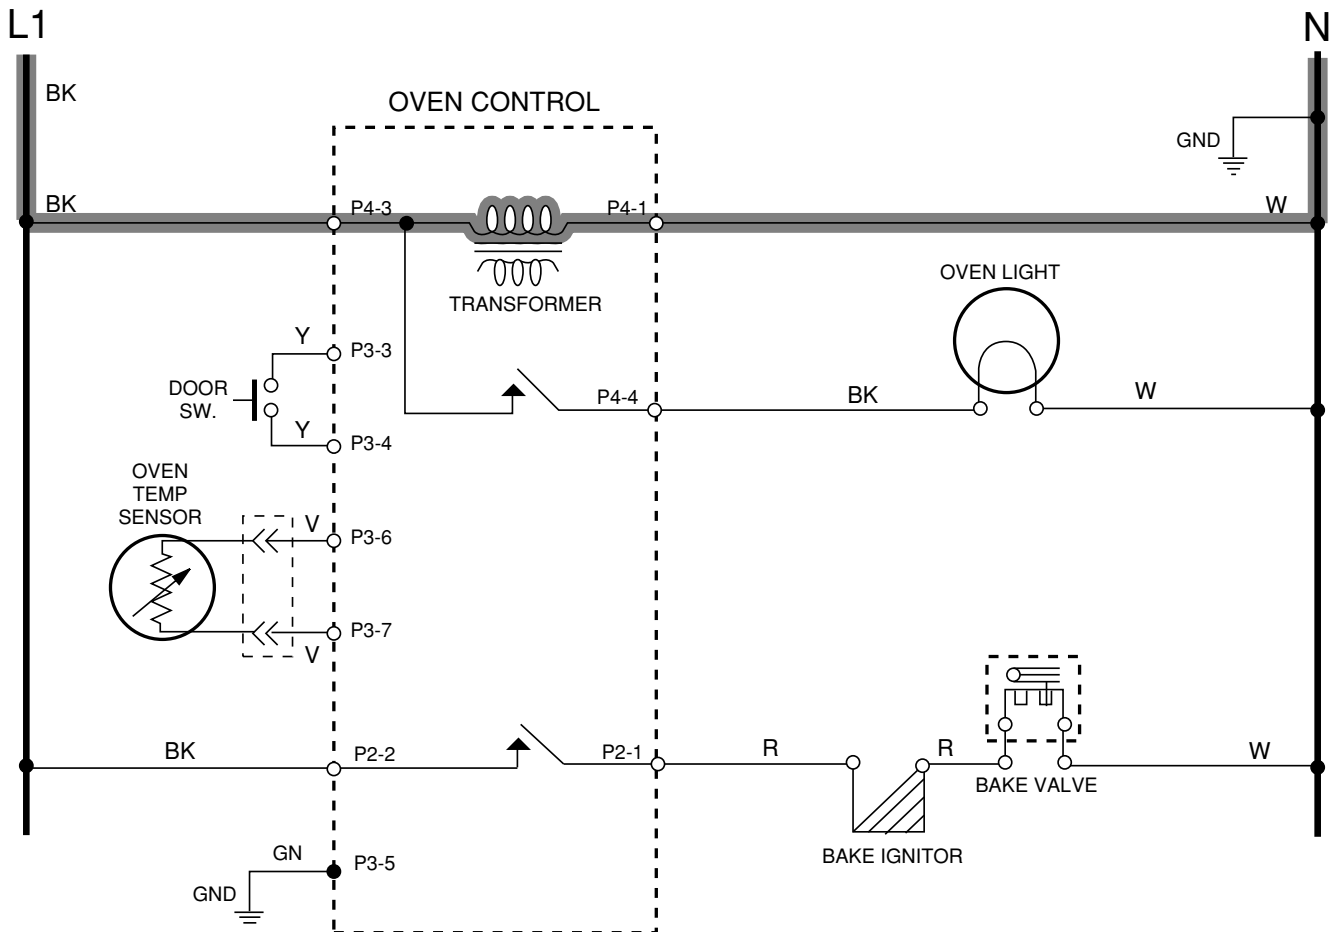 L1
N
BK
OVEN CONTROL
GND
BK
P4-3
P4-1
W
OVEN LIGHT
TRANSFORMER
Y
P3-3
DOOR
SW.
P4-4
BK
W
Y
P3-4
OVEN
TEMP
SENSOR
V
P3-6
P3-7
V
BK
P2-2
P2-1
R
R
W
BAKE VALVE
GN
P3-5
BAKE IGNITOR
GND